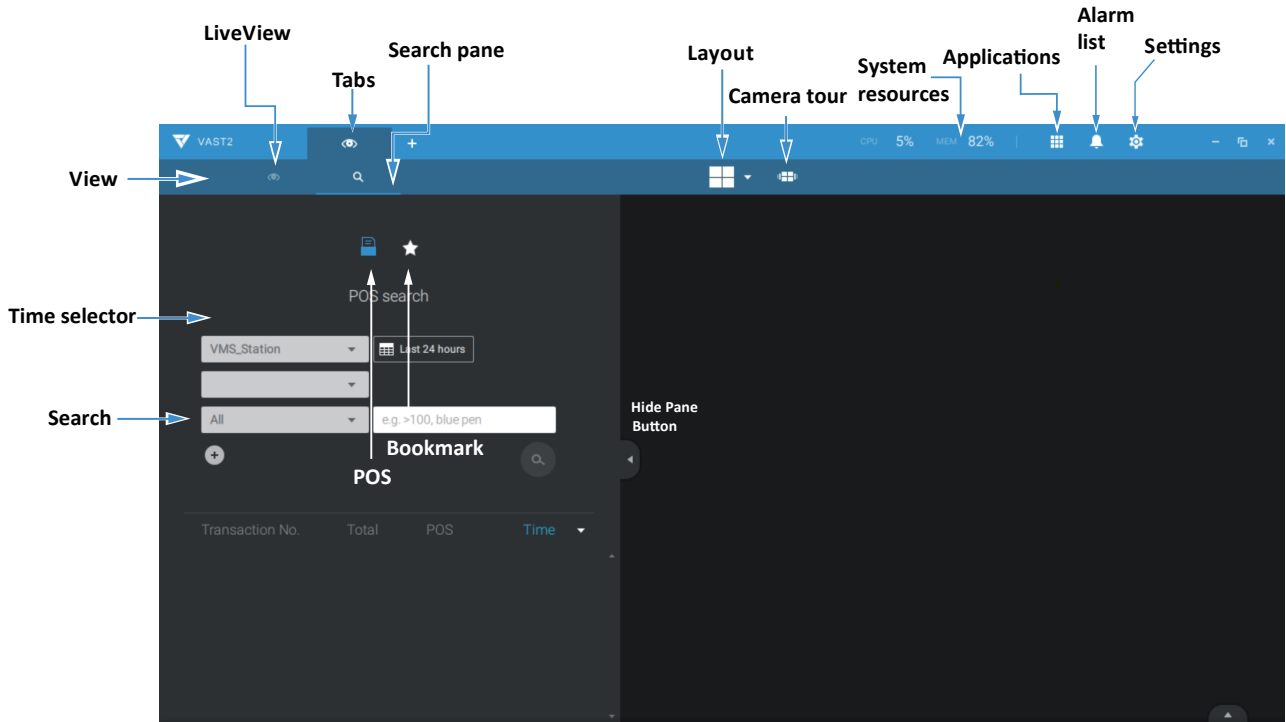 Alarm
list
LiveView
Search pane
Layout
Applications
Settings
Tabs
System
resources
Camera tour
VAST2
+
CPU 5% MEM 82%
View
POS search
Time selector
VMS_Station
Last 24 hours
Search
All
e.g. >100, blue pen
Hide Pane
Button
Bookmark
POS
Transaction No. Total POS Time